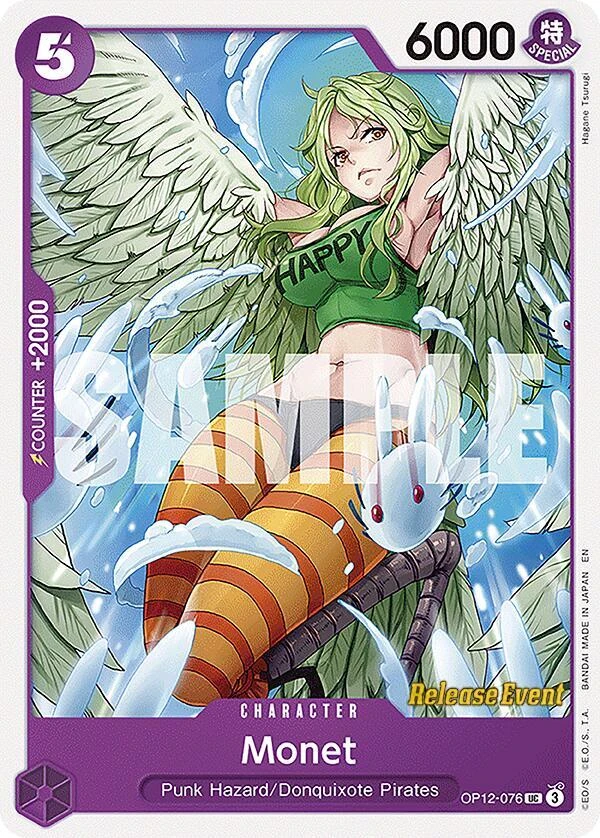 5
6000
特
SPECIAL
Hagane Tsurugi
HAPPY
COUNTER +2000
SAMPLE
BANDAI MADE IN JAPAN EN
©E.O./S., T.A.
©EO/S
Release Event
CHARACTER
Monet
Punk Hazard/Donquixote Pirates
OP12-076 UC 3